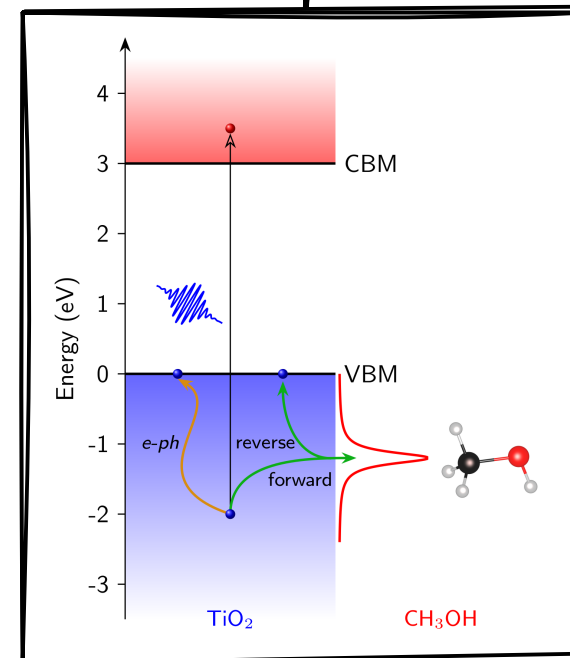 Energy (eV)
4
3
2
1
0
-1
-2
-3
CBM
VBM
e-ph
reverse
forward
TiO₂
CH₃OH